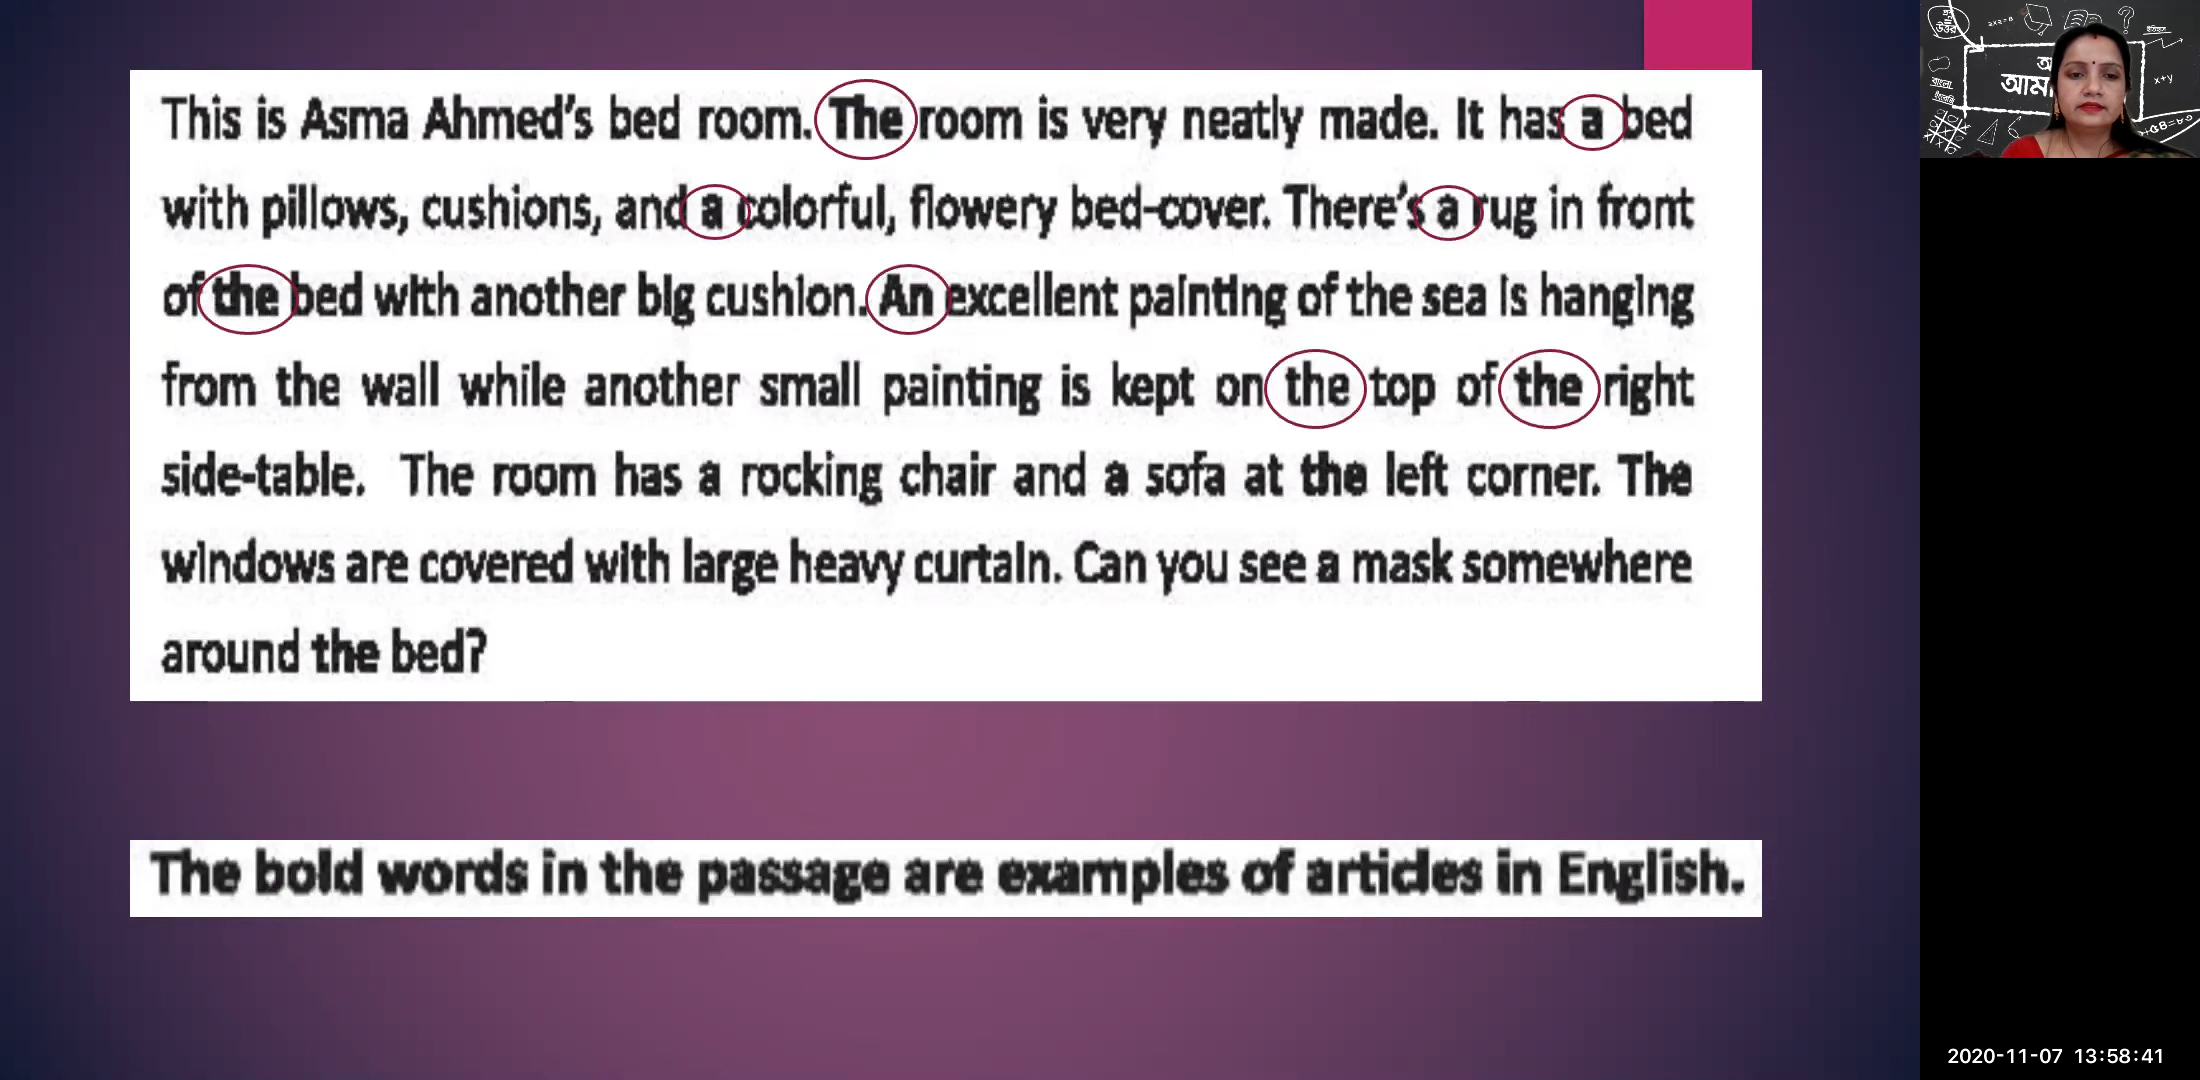 This is Asma Ahmed's bed room. The room is very neatly made. It has a bed
with pillows, cushions, and a colorful, flowery bed-cover. There's a rug in front
of the bed with another big cushion. An excellent painting of the sea is hanging
from the wall while another small painting is kept on the top of the right
side-table. The room has a rocking chair and a sofa at the left corner. The
windows are covered with large heavy curtain. Can you see a mask somewhere
around the bed?
The bold words in the passage are examples of articles in English.
x+y
2020-11-07 13:58:41